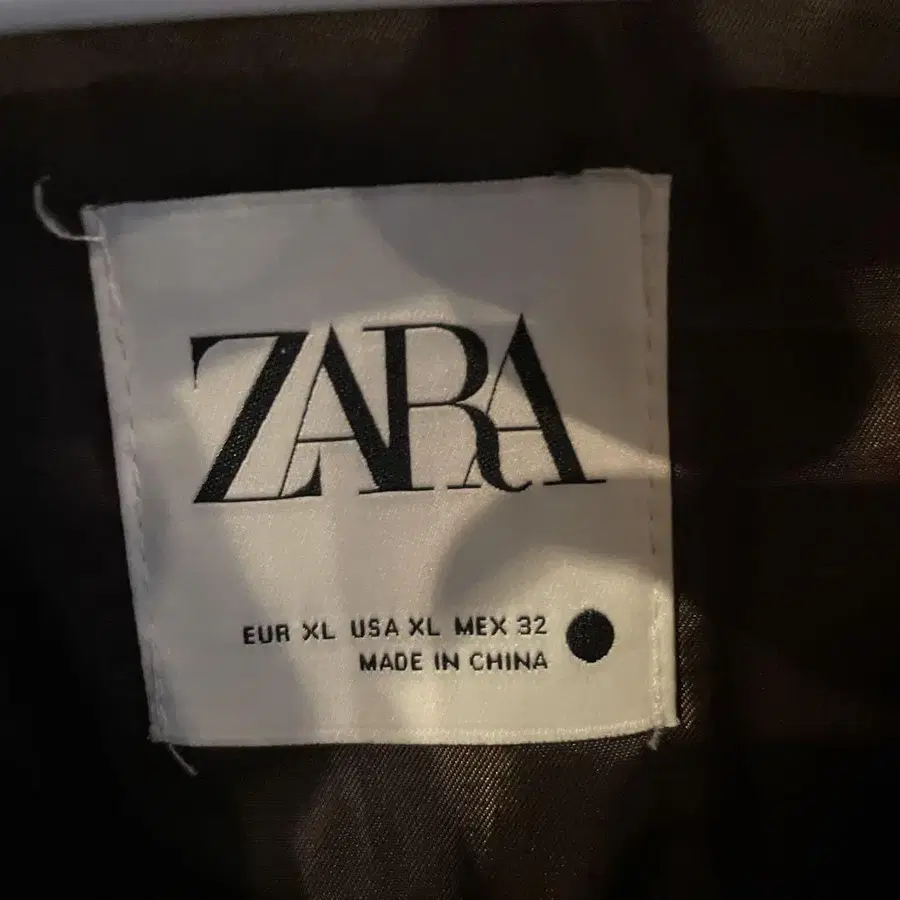 ZARA
EUR XL USA XL MEX 32
MADE IN CHINA